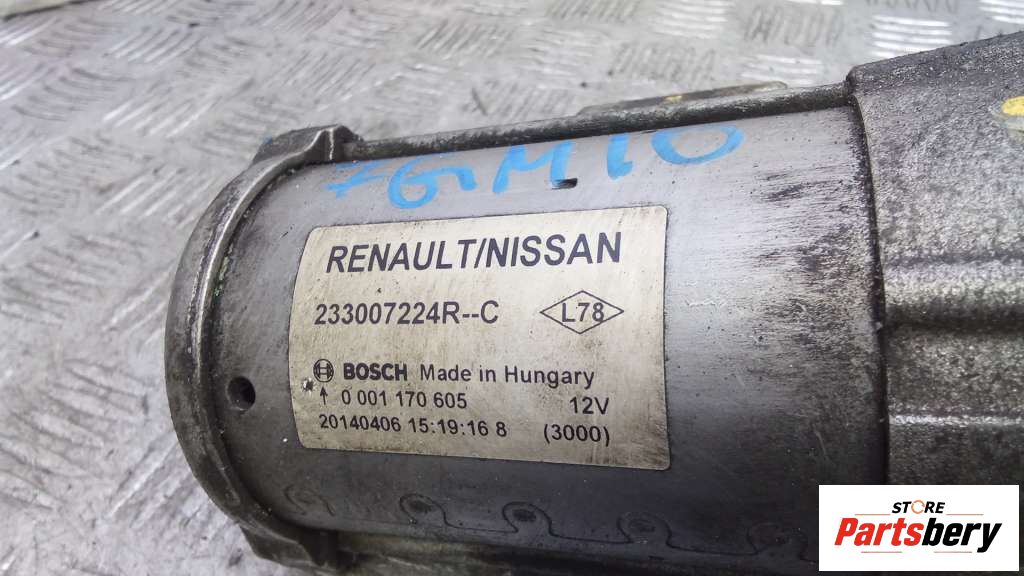 GM10
RENAULT/NISSAN
233007224R--C L78
BOSCH Made in Hungary
0 001 170 605 12V
20140406 15:19:16 8 (3000)
STORE
Partsbery